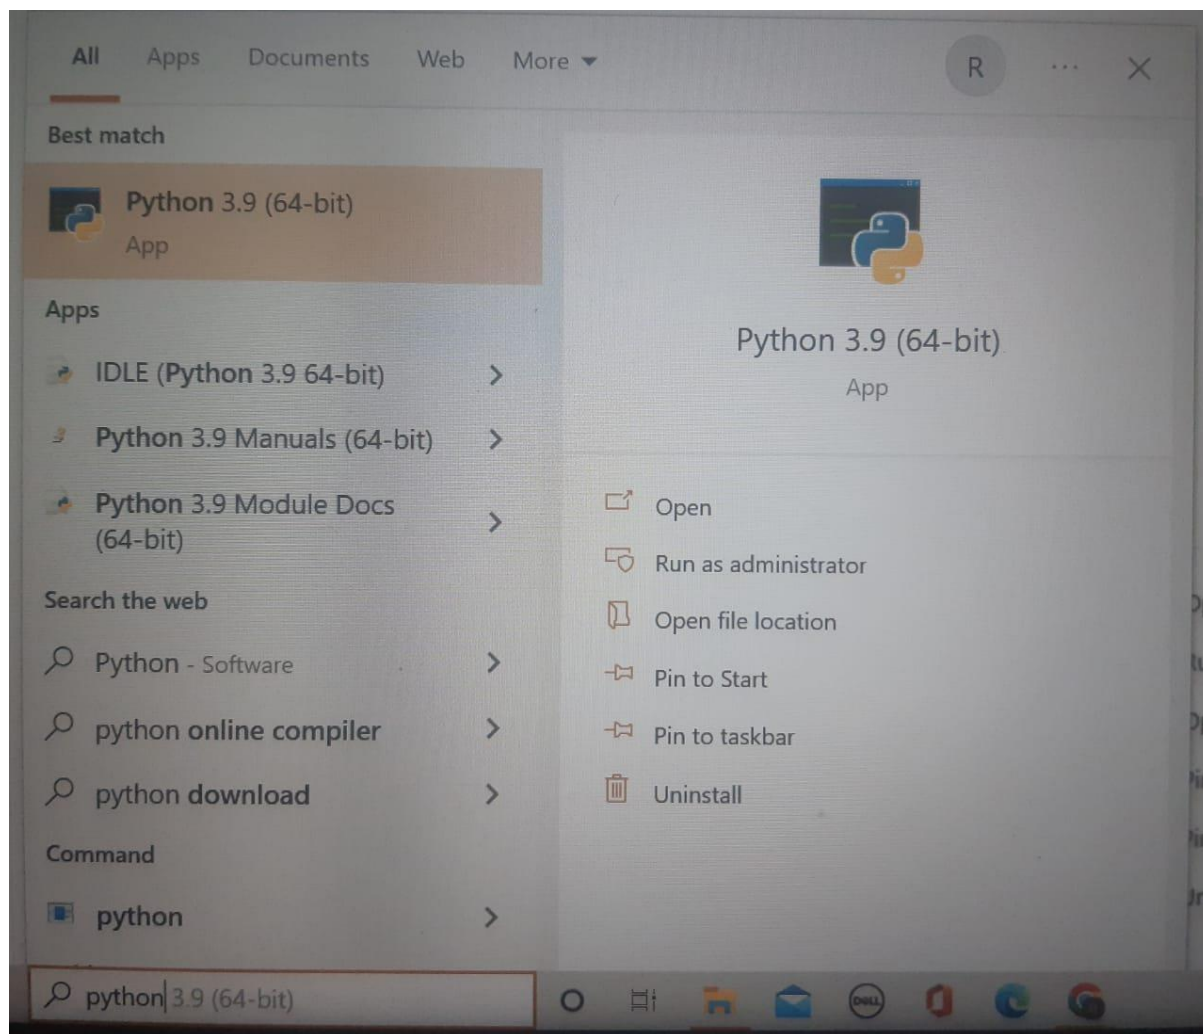 All Apps Documents Web More R ...
Best match
Python 3.9 (64-bit)
App
Apps
IDLE (Python 3.9 64-bit)
Python 3.9 Manuals (64-bit)
Python 3.9 Module Docs
(64-bit)
Search the web
Python - Software
python online compiler
python download
Command
python
python 3.9 (64-bit)
Python 3.9 (64-bit)
App
Open
Run as administrator
Open file location
Pin to Start
Pin to taskbar
Uninstall
DELL